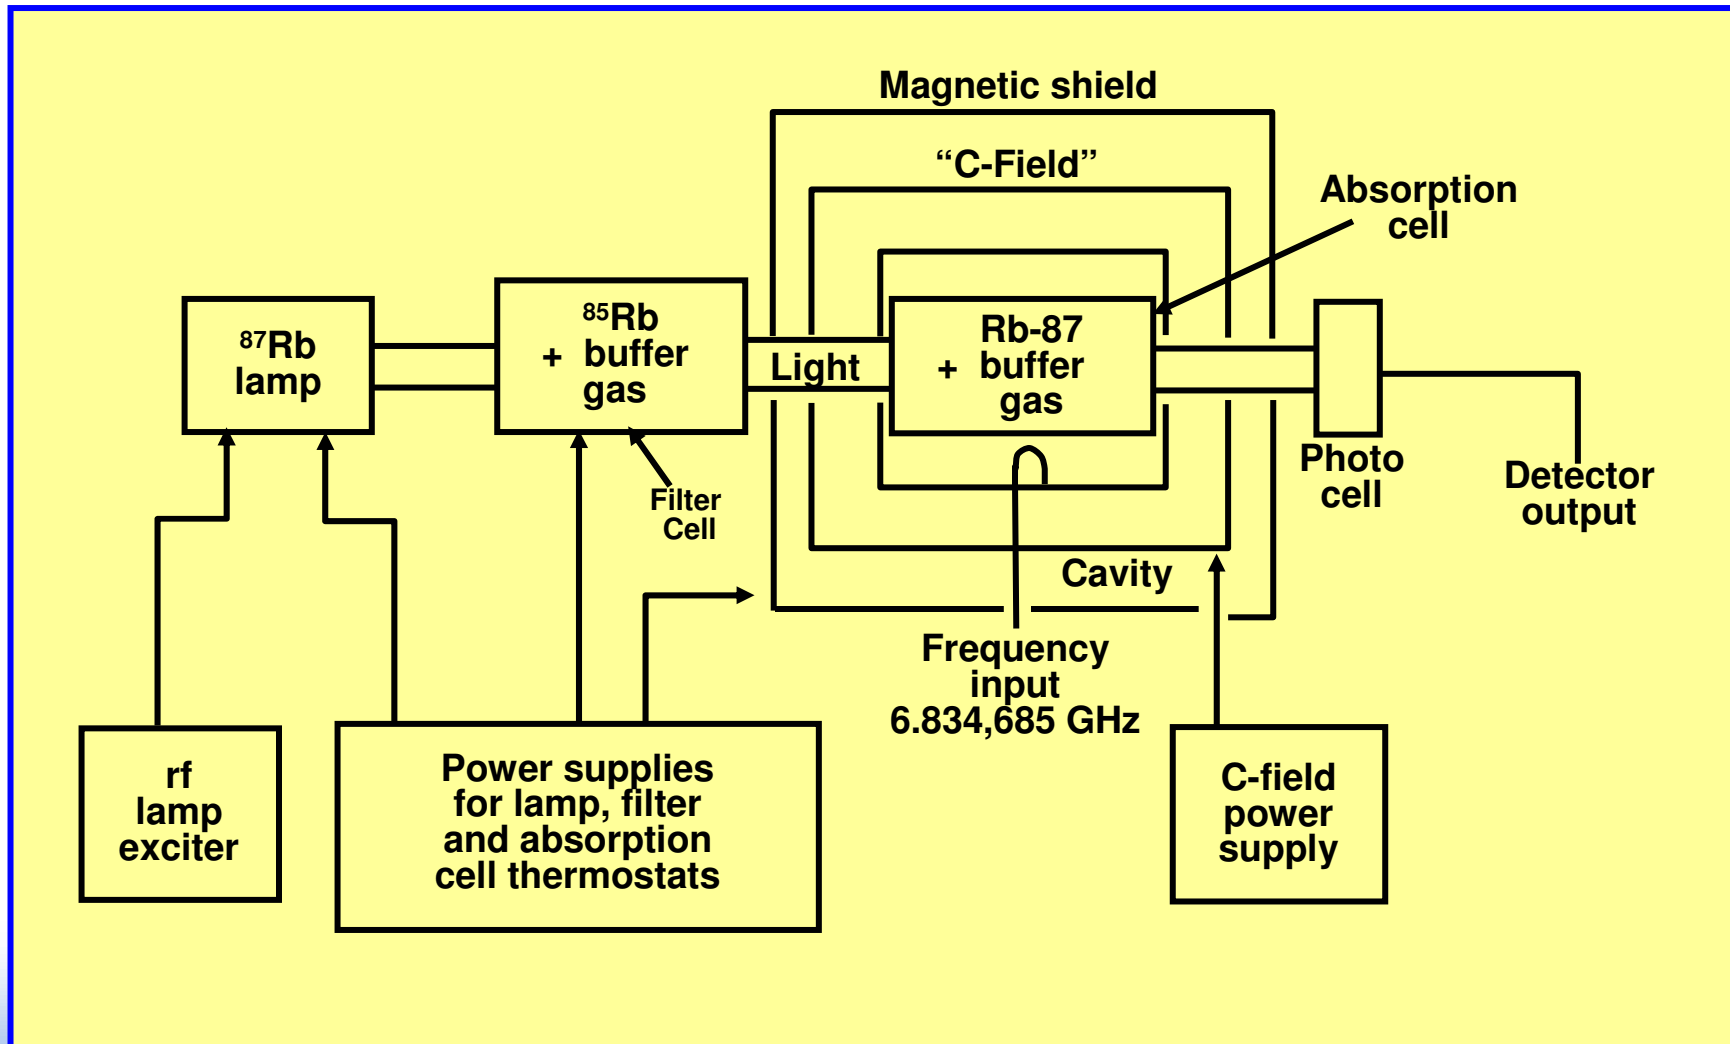 Magnetic shield
“C-Field”
Absorption
cell
⁸⁷Rb
lamp
⁸⁵Rb
+ buffer
gas
Light
Rb-87
+ buffer
gas
Filter
Cell
Photo
cell
Detector
output
Cavity
Frequency
input
6.834,685 GHz
rf
lamp
exciter
Power supplies
for lamp, filter
and absorption
cell thermostats
C-field
power
supply